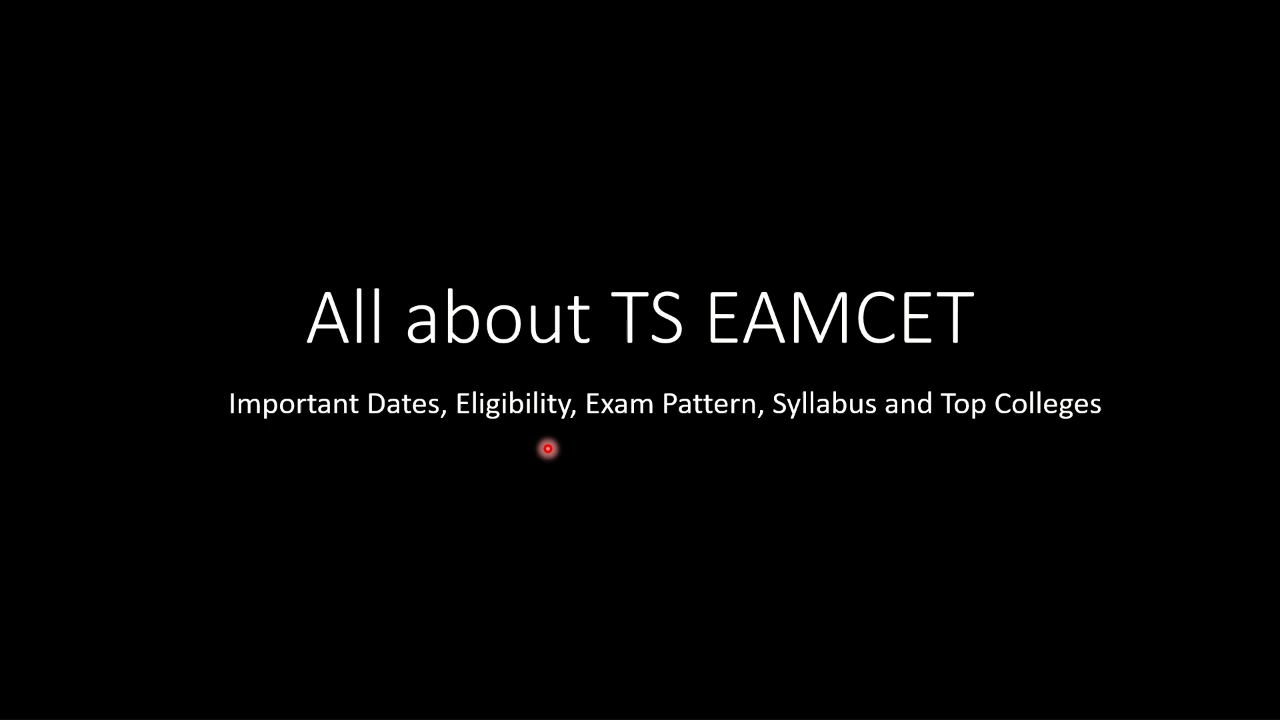 All about TS EAMCET
Important Dates, Eligibility, Exam Pattern, Syllabus and Top Colleges